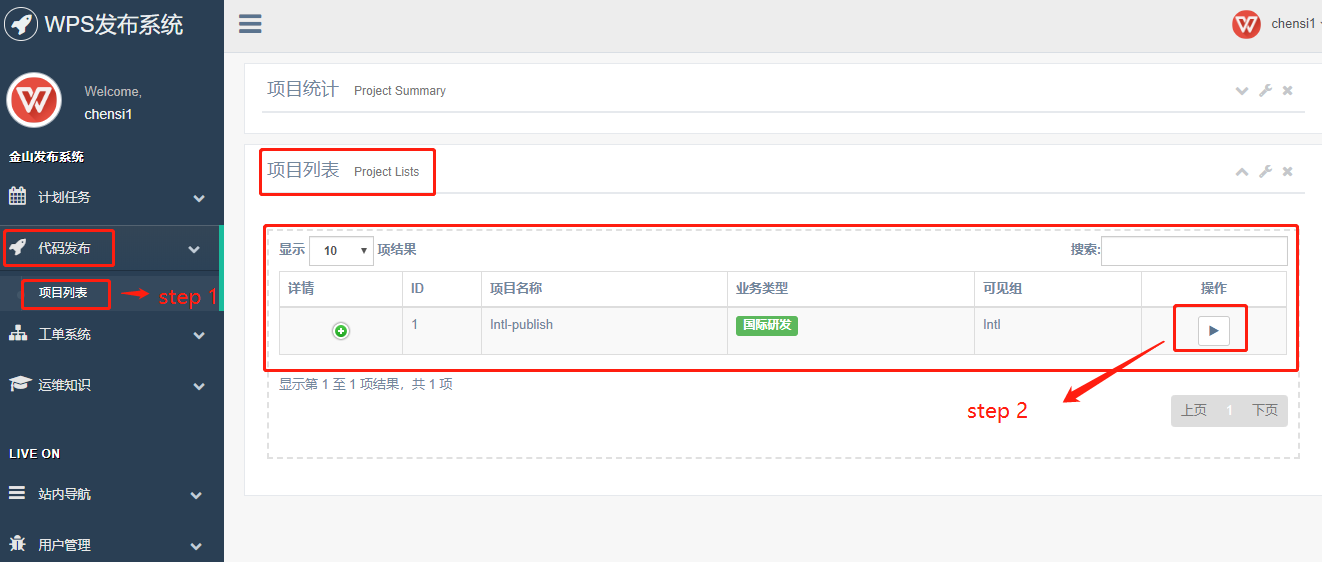 WPS发布系统
chensi1
Welcome,
chensi1
金山发布系统
计划任务
代码发布
项目列表
step 1
工单系统
运维知识
LIVE ON
站内导航
用户管理
项目统计 Project Summary
项目列表 Project Lists
显示 10 项结果
搜索:
详情 ID 项目名称 业务类型 可见组 操作
1 Intl-publish 国际研发 Intl
显示第 1 至 1 项结果，共 1 项
step 2
上页 1 下页